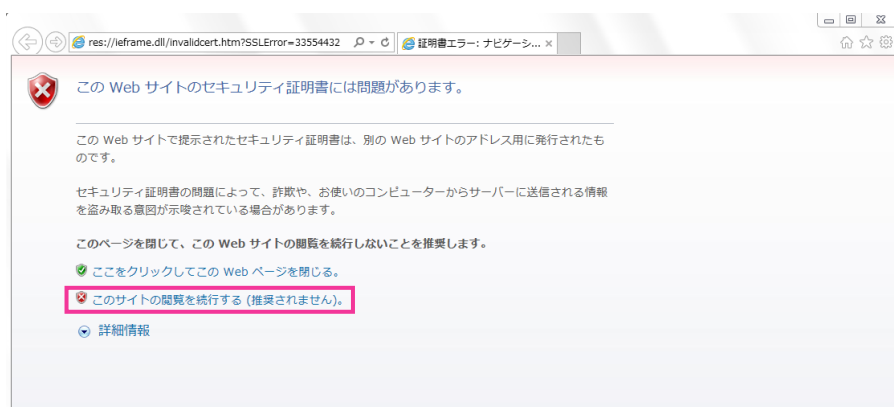 res://ieframe.dll/invalidcert.htm?SSLError=33554432
証明書エラー: ナビゲーシ...
この Web サイトのセキュリティ証明書には問題があります。
この Web サイトで提示されたセキュリティ証明書は、別の Web サイトのアドレス用に発行されたも
のです。
セキュリティ証明書の問題によって、詐欺や、お使いのコンピューターからサーバーに送信される情報
を盗み取る意図が示唆されている場合があります。
このページを閉じて、この Web サイトの閲覧を続行しないことを推奨します。
ここをクリックしてこの Web ページを閉じる。
このサイトの閲覧を続行する (推奨されません)。
詳細情報